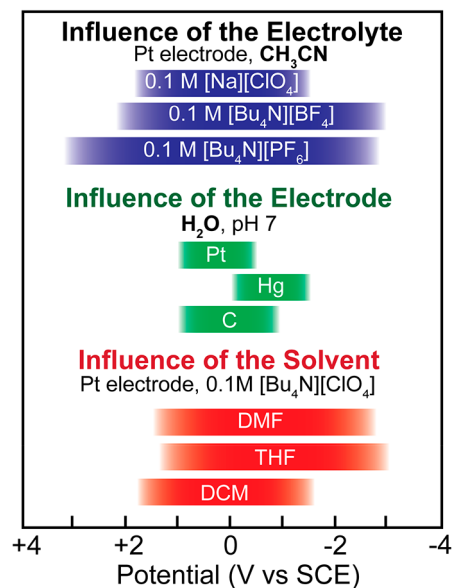 Influence of the Electrolyte
Pt electrode, CH₃CN
0.1 M [Na][ClO₄]
0.1 M [Bu₄N][BF₄]
0.1 M [Bu₄N][PF₆]
Influence of the Electrode
H₂O, pH 7
Pt
Hg
C
Influence of the Solvent
Pt electrode, 0.1M [Bu₄N][ClO₄]
DMF
THF
DCM
+4 +2 0 -2 -4
Potential (V vs SCE)